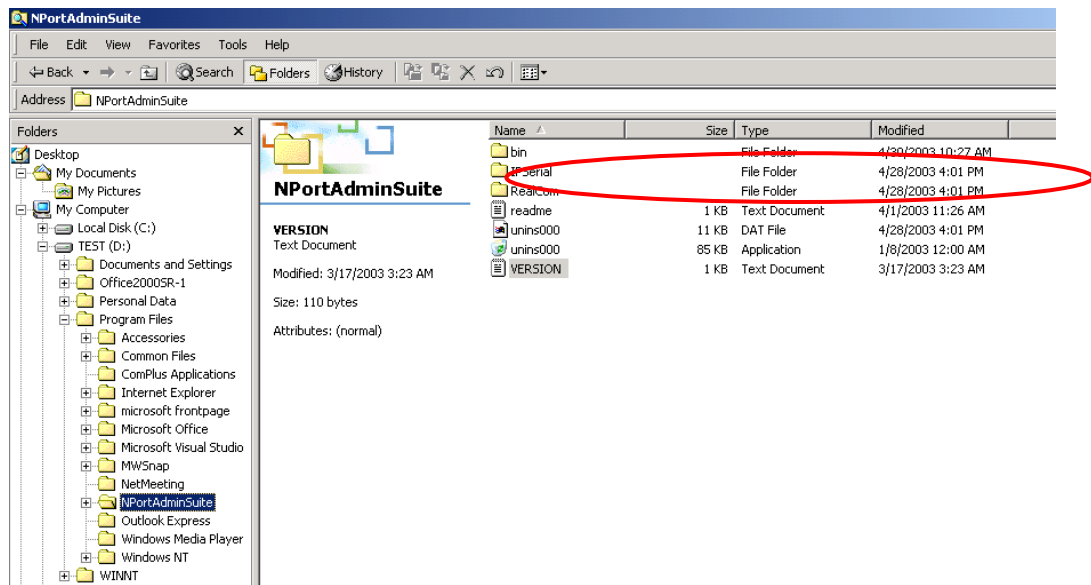 NPortAdminSuite
File Edit View Favorites Tools Help
Back Search Folders History
Address NPortAdminSuite
Folders
Desktop
My Documents
My Pictures
My Computer
Local Disk (C:)
TEST (D:)
Documents and Settings
Office2000SR-1
Personal Data
Program Files
Accessories
Common Files
ComPlus Applications
Internet Explorer
microsoft frontpage
Microsoft Office
Microsoft Visual Studio
MWSnap
NetMeeting
NPortAdminSuite
Outlook Express
Windows Media Player
Windows NT
WINNT
NPortAdminSuite
VERSION
Text Document
Modified: 3/17/2003 3:23 AM
Size: 110 bytes
Attributes: (normal)
Name Size Type Modified
bin File Folder 4/30/2003 10:27 AM
IPSerial File Folder 4/28/2003 4:01 PM
RealCom File Folder 4/28/2003 4:01 PM
readme 1 KB Text Document 4/1/2003 11:26 AM
unins000 11 KB DAT File 4/28/2003 4:01 PM
unins000 85 KB Application 1/8/2003 12:00 AM
VERSION 1 KB Text Document 3/17/2003 3:23 AM